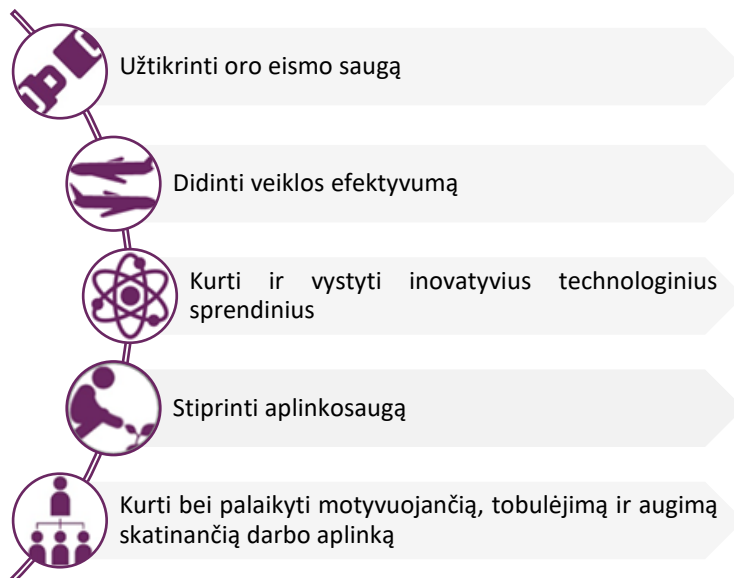 Užtikrinti oro eismo saugą
Didinti veiklos efektyvumą
Kurti ir vystyti inovatyvius technologinius
sprendinius
Stiprinti aplinkosaugą
Kurti bei palaikyti motyvuojančią, tobulėjimą ir augimą
skatinančią darbo aplinką